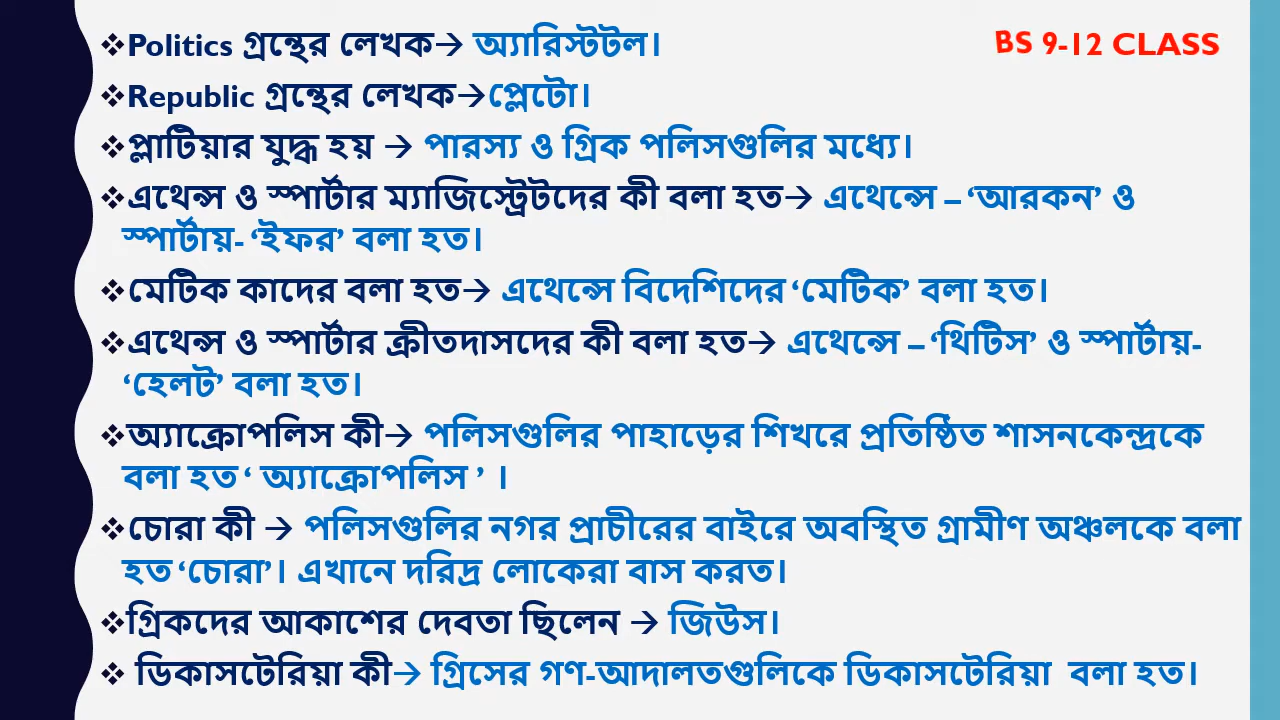 ❖Politics গ্রন্থের লেখক→ অ্যারিস্টটল।
BS 9-12 CLASS
❖Republic গ্রন্থের লেখক→প্লেটো।
❖প্লাটিয়ার যুদ্ধ হয় → পারস্য ও গ্রিক পলিসগুলির মধ্যে।
❖এথেন্স ও স্পার্টার ম্যাজিস্ট্রেটদের কী বলা হত→ এথেন্সে – ‘আরকন’ ও
স্পার্টায়- ‘ইফর’ বলা হত।
❖মেটিক কাদের বলা হত→ এথেন্সে বিদেশিদের ‘মেটিক’ বলা হত।
❖এথেন্স ও স্পার্টার ক্রীতদাসদের কী বলা হত→ এথেন্সে – ‘থিটিস’ ও স্পার্টায়-
‘হেলট’ বলা হত।
❖অ্যাক্রোপলিস কী→ পলিসগুলির পাহাড়ের শিখরে প্রতিষ্ঠিত শাসনকেন্দ্রকে
বলা হত ‘ অ্যাক্রোপলিস ’ ।
❖চোরা কী → পলিসগুলির নগর প্রাচীরের বাইরে অবস্থিত গ্রামীণ অঞ্চলকে বলা
হত ‘চোরা’। এখানে দরিদ্র লোকেরা বাস করত।
❖গ্রিকদের আকাশের দেবতা ছিলেন → জিউস।
❖ ডিকাসটেরিয়া কী→ গ্রিসের গণ-আদালতগুলিকে ডিকাসটেরিয়া বলা হত।